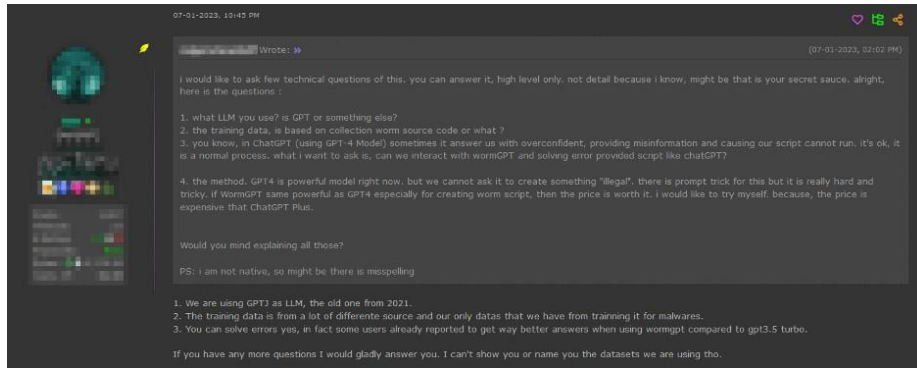 07-01-2023, 10:45 PM
Wrote: »
(07-01-2023, 02:02 PM)
i would like to ask few technical questions of this. you can answer it, high level only. not detail because i know, might be that is your secret sauce. alright,
here is the questions :
1. what LLM you use? is GPT or something else?
2. the training data, is based on collection worm source code or what ?
3. you know, in ChatGPT (using GPT-4 Model) sometimes it answer us with overconfident, providing misinformation and causing our script cannot run. it's ok, it
is a normal process. what i want to ask is, can we interact with wormGPT and solving error provided script like chatGPT?
4. the method. GPT4 is powerful model right now. but we cannot ask it to create something "illegal". there is prompt trick for this but it is really hard and
tricky. if WormGPT same powerful as GPT4 especially for creating worm script, then the price is worth it. i would like to try myself. because, the price is
expensive that ChatGPT Plus.
Would you mind explaining all those?
PS: i am not native, so might be there is misspelling
1. We are uisng GPTJ as LLM, the old one from 2021.
2. The training data is from a lot of differente source and our only datas that we have from trainning it for malwares.
3. You can solve errors yes, in fact some users already reported to get way better answers when using wormgpt compared to gpt3.5 turbo.
If you have any more questions I would gladly answer you. I can't show you or name you the datasets we are using tho.